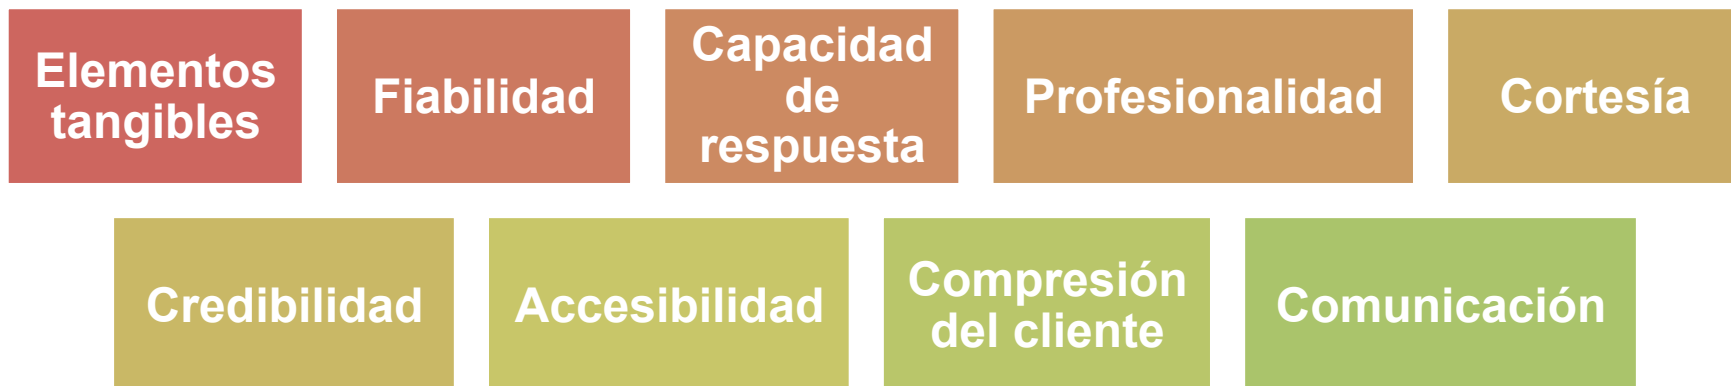 Elementos
tangibles
Fiabilidad
Capacidad
de
respuesta
Profesionalidad
Cortesía
Credibilidad
Accesibilidad
Compresión
del cliente
Comunicación